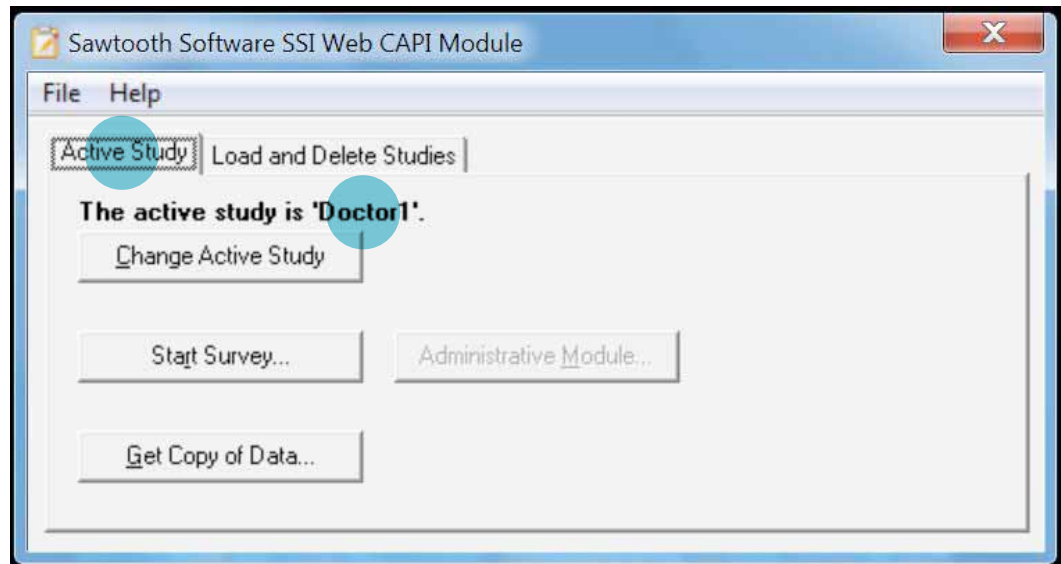 Sawtooth Software SSI Web CAPI Module
File Help
Active Study Load and Delete Studies
The active study is 'Doctor1'.
Change Active Study
Start Survey... Administrative Module...
Get Copy of Data...